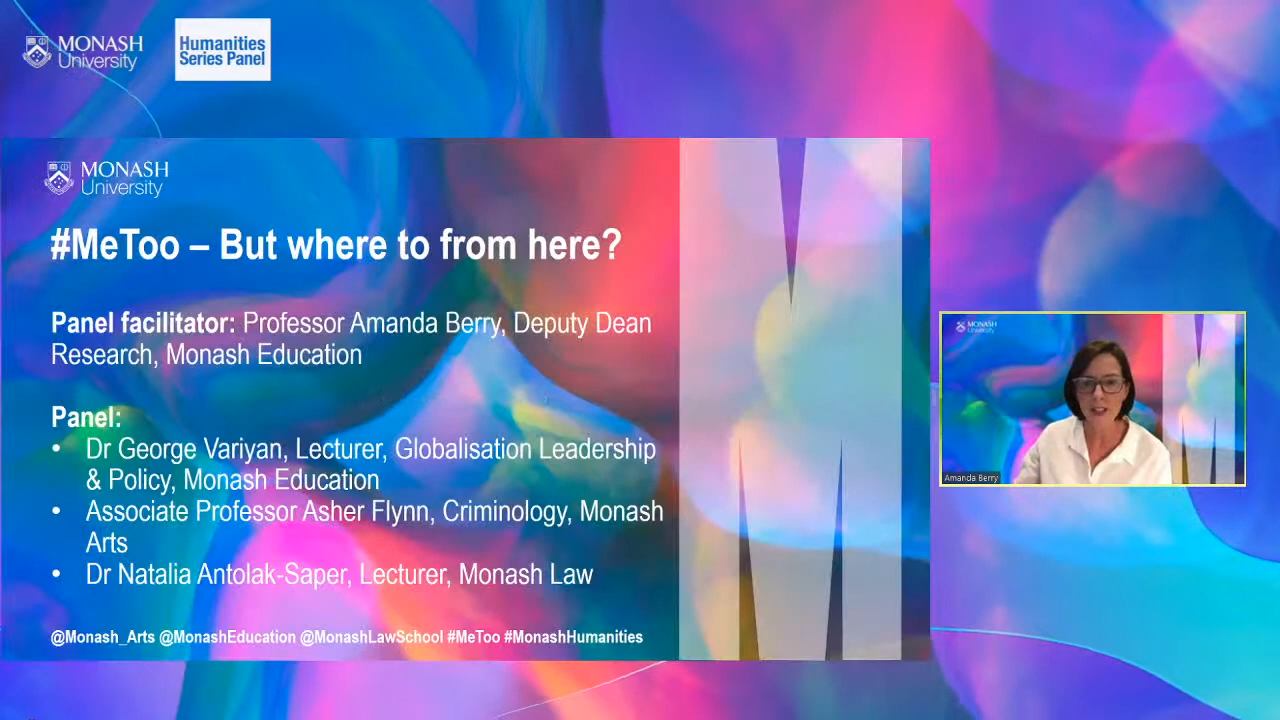 MONASH
University
Humanities
Series Panel
MONASH
University
#MeToo – But where to from here?
Panel facilitator: Professor Amanda Berry, Deputy Dean
Research, Monash Education
Panel:
• Dr George Variyan, Lecturer, Globalisation Leadership
& Policy, Monash Education
• Associate Professor Asher Flynn, Criminology, Monash
Arts
• Dr Natalia Antolak-Saper, Lecturer, Monash Law
@Monash_Arts @MonashEducation @MonashLawSchool #MeToo #MonashHumanities
MONASH
University
Amanda Berry